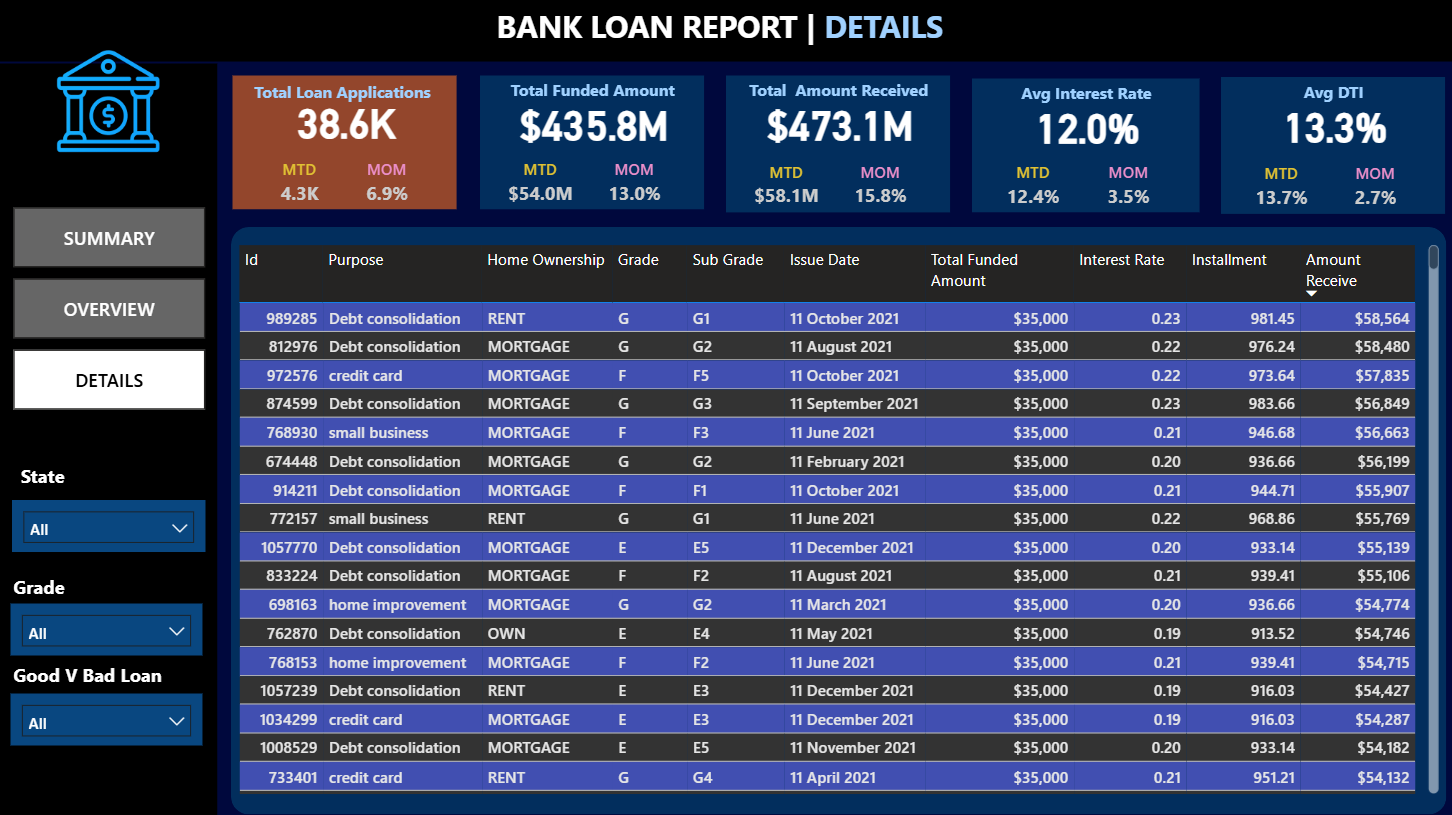 BANK LOAN REPORT | DETAILS
$
Total Loan Applications
38.6K
MTD MOM
4.3K 6.9%
Total Funded Amount
$435.8M
MTD MOM
$54.0M 13.0%
Total Amount Received
$473.1M
MTD MOM
$58.1M 15.8%
Avg Interest Rate
12.0%
MTD MOM
12.4% 3.5%
Avg DTI
13.3%
MTD MOM
13.7% 2.7%
SUMMARY
OVERVIEW
DETAILS
State
All
Grade
All
Good V Bad Loan
All
Id Purpose Home Ownership Grade Sub Grade Issue Date Total Funded Amount Interest Rate Installment Amount Receive
989285 Debt consolidation RENT G G1 11 October 2021 $35,000 0.23 981.45 $58,564
812976 Debt consolidation MORTGAGE G G2 11 August 2021 $35,000 0.22 976.24 $58,480
972576 credit card MORTGAGE F F5 11 October 2021 $35,000 0.22 973.64 $57,835
874599 Debt consolidation MORTGAGE G G3 11 September 2021 $35,000 0.23 983.66 $56,849
768930 small business MORTGAGE F F3 11 June 2021 $35,000 0.21 946.68 $56,663
674448 Debt consolidation MORTGAGE G G2 11 February 2021 $35,000 0.20 936.66 $56,199
914211 Debt consolidation MORTGAGE F F1 11 October 2021 $35,000 0.21 944.71 $55,907
772157 small business RENT G G1 11 June 2021 $35,000 0.22 968.86 $55,769
1057770 Debt consolidation MORTGAGE E E5 11 December 2021 $35,000 0.20 933.14 $55,139
833224 Debt consolidation MORTGAGE F F2 11 August 2021 $35,000 0.21 939.41 $55,106
698163 home improvement MORTGAGE G G2 11 March 2021 $35,000 0.20 936.66 $54,774
762870 Debt consolidation OWN E E4 11 May 2021 $35,000 0.19 913.52 $54,746
768153 home improvement MORTGAGE F F2 11 June 2021 $35,000 0.21 939.41 $54,715
1057239 Debt consolidation RENT E E3 11 December 2021 $35,000 0.19 916.03 $54,427
1034299 credit card MORTGAGE E E3 11 December 2021 $35,000 0.19 916.03 $54,287
1008529 Debt consolidation MORTGAGE E E5 11 November 2021 $35,000 0.20 933.14 $54,182
733401 credit card RENT G G4 11 April 2021 $35,000 0.21 951.21 $54,132